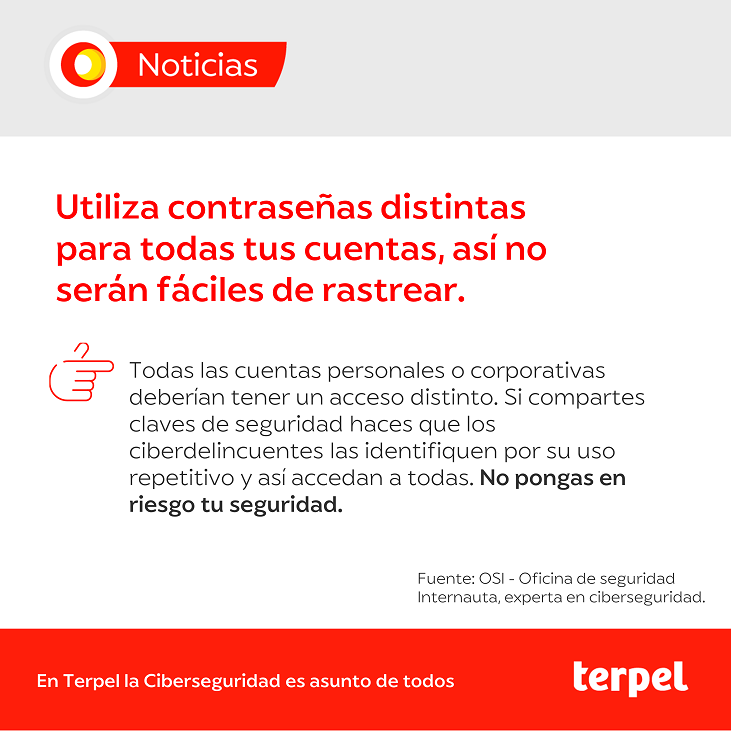 Noticias
Utiliza contraseñas distintas
para todas tus cuentas, así no
serán fáciles de rastrear.
Todas las cuentas personales o corporativas
deberían tener un acceso distinto. Si compartes
claves de seguridad haces que los
ciberdelincuentes las identifiquen por su uso
repetitivo y así accedan a todas. No pongas en
riesgo tu seguridad.
Fuente: OSI - Oficina de seguridad
Internauta, experta en ciberseguridad.
En Terpel la Ciberseguridad es asunto de todos
terpel